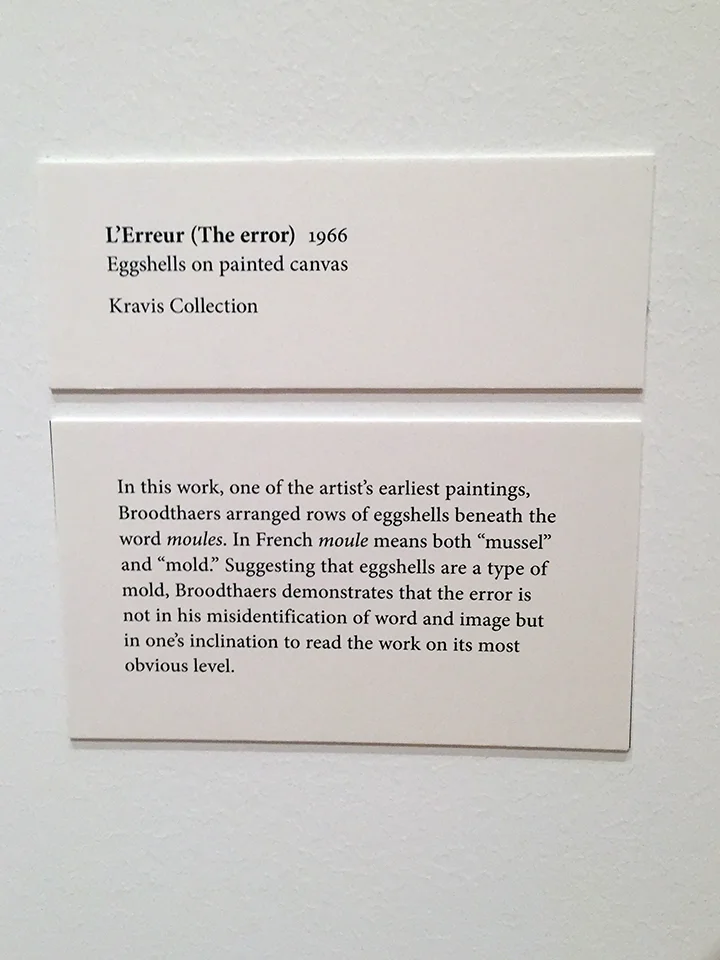 L’Erreur (The error) 1966
Eggshells on painted canvas
Kravis Collection
In this work, one of the artist’s earliest paintings,
Broodthaers arranged rows of eggshells beneath the
word moules. In French moule means both “mussel”
and “mold.” Suggesting that eggshells are a type of
mold, Broodthaers demonstrates that the error is
not in his misidentification of word and image but
in one’s inclination to read the work on its most
obvious level.